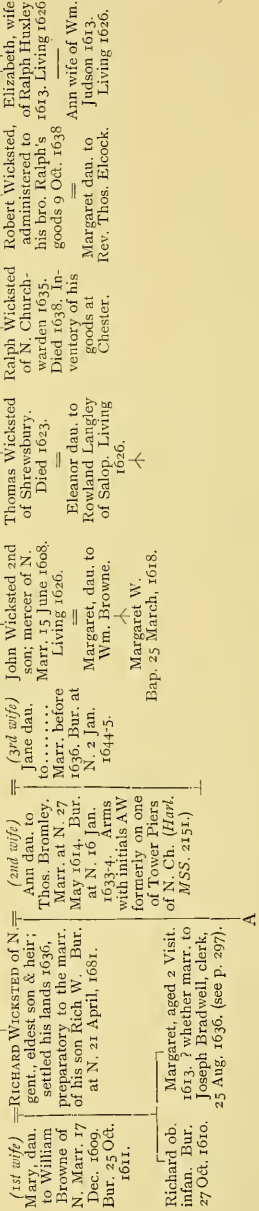 (1st wife)
Mary, dau.
to William
Browne of
N. Marr. 17
Dec. 1609.
Bur. 25 Oct.
1611.
= RICHARD WICKSTED of N. =
gent., eldest son & heir;
settled his lands 1636,
preparatory to the marr.
of his son Rich W. Bur.
at N. 21 April, 1681.
(2nd wife)
Ann dau. to
Thos. Bromley.
Marr. at N. 27
May 1614. Bur.
at N. 16 Jan.
1633-4. Arms
with initials AW
formerly on one
of Tower Piers
of N. Ch. (Harl.
MSS. 2151.)
= (3rd wife)
Jane dau.
to.........
Marr. before
1636. Bur. at
N. 2 Jan.
1644-5.
John Wicksted 2nd
son; mercer of N.
Marr. 15 June 1608.
Living 1626.
=
Margaret, dau. to
Wm. Browne.
Margaret W.
Bap. 25 March, 1618.
Thomas Wicksted
of Shrewsbury.
Died 1623.
=
Eleanor dau. to
Rowland Langley
of Salop. Living
1626.
Ralph Wicksted
of N. Church-
warden 1635.
Died 1638. In-
ventory of his
goods at
Chester.
Robert Wicksted,
administered to
his bro. Ralph's
goods 9 Oct. 1638
=
Margaret dau. to
Rev. Thos. Elcock.
Elizabeth, wife
of Ralph Huxley
1613. Living 1626
Ann wife of Wm.
Judson 1613.
Living 1626.
Richard ob.
infan. Bur.
27 Oct. 1610.
Margaret, aged 2 Visit.
1613. ? whether marr. to
Joseph Bradwell, clerk,
25 Aug. 1636. (see p. 297).
A